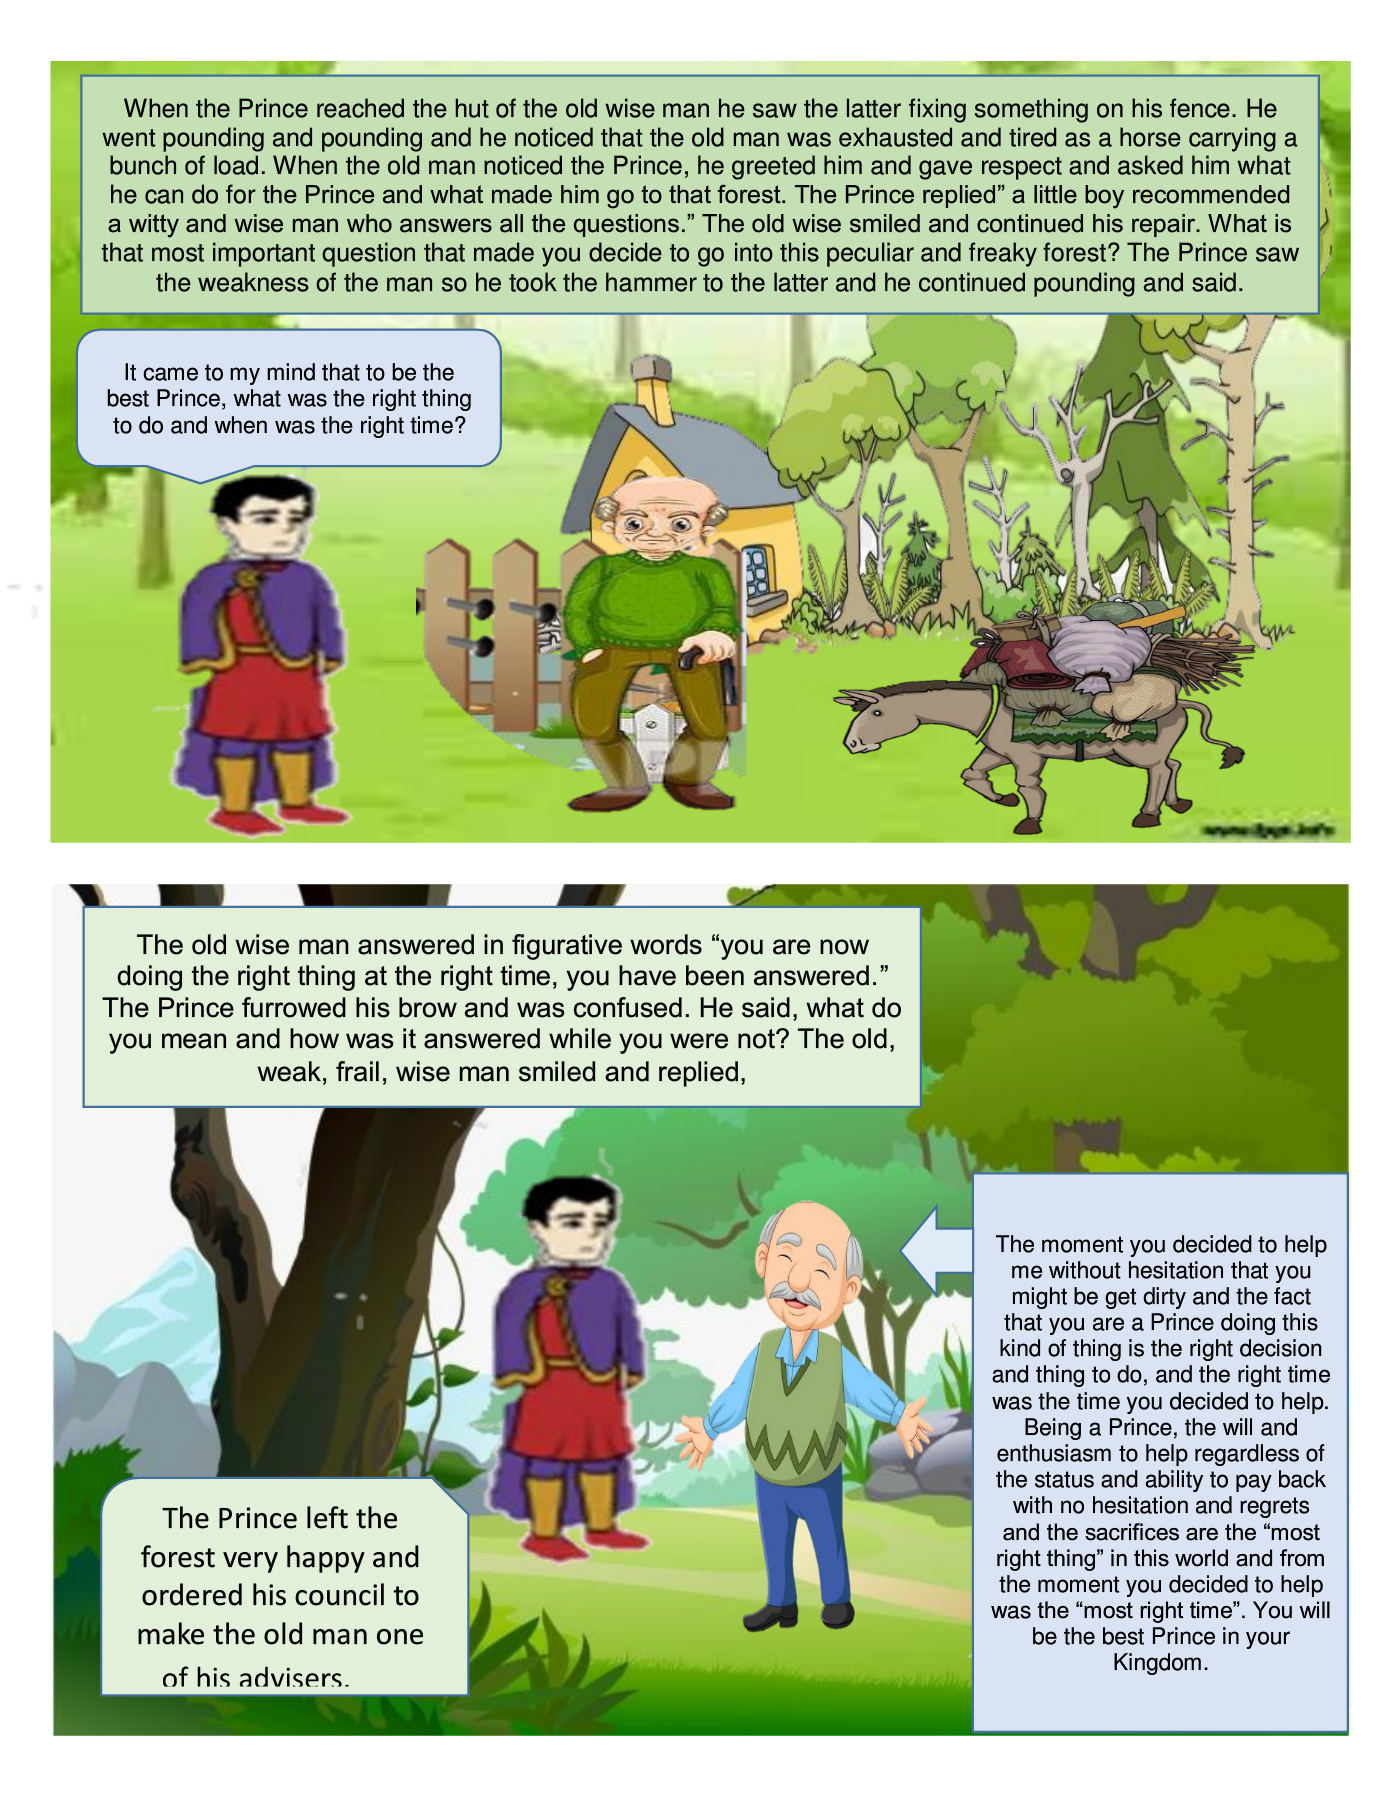 When the Prince reached the hut of the old wise man he saw the latter fixing something on his fence. He
went pounding and pounding and he noticed that the old man was exhausted and tired as a horse carrying a
bunch of load. When the old man noticed the Prince, he greeted him and gave respect and asked him what
he can do for the Prince and what made him go to that forest. The Prince replied” a little boy recommended
a witty and wise man who answers all the questions.” The old wise smiled and continued his repair. What is
that most important question that made you decide to go into this peculiar and freaky forest? The Prince saw
the weakness of the man so he took the hammer to the latter and he continued pounding and said.
It came to my mind that to be the
best Prince, what was the right thing
to do and when was the right time?
The old wise man answered in figurative words “you are now
doing the right thing at the right time, you have been answered.”
The Prince furrowed his brow and was confused. He said, what do
you mean and how was it answered while you were not? The old,
weak, frail, wise man smiled and replied,
The moment you decided to help
me without hesitation that you
might be get dirty and the fact
that you are a Prince doing this
kind of thing is the right decision
and thing to do, and the right time
was the time you decided to help.
Being a Prince, the will and
enthusiasm to help regardless of
the status and ability to pay back
with no hesitation and regrets
and the sacrifices are the “most
right thing” in this world and from
the moment you decided to help
was the “most right time”. You will
be the best Prince in your
Kingdom.
The Prince left the
forest very happy and
ordered his council to
make the old man one
of his advisers.